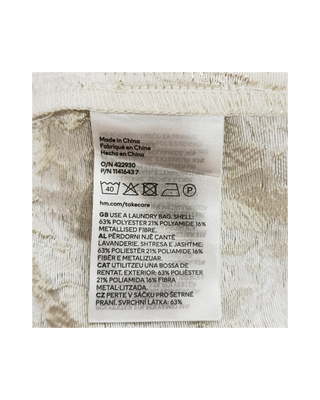 Made in China
Fabriqué en Chine
Hecho en China
O/N 422930
P/N 11416437
40 P
hm.com/takecare
GB USE A LAUNDRY BAG. SHELL:
63% POLYESTER 21% POLYAMIDE 16%
METALLISED FIBRE.
AL PËRDORNI NJË ÇANTË
LAVANDERIE. SHTRESA E JASHTME:
63% POLIESTËR 21% POLIAMID 16%
FIBËR E METALIZUAR.
CAT UTILITZEU UNA BOSSA DE
RENTAT. EXTERIOR: 63% POLIÈSTER
21% POLIAMIDA 16% FIBRA
METAL·LITZADA.
CZ PERTE V SÁČKU PRO ŠETRNÉ
PRANÍ. SVRCHNÍ LÁTKA: 63%